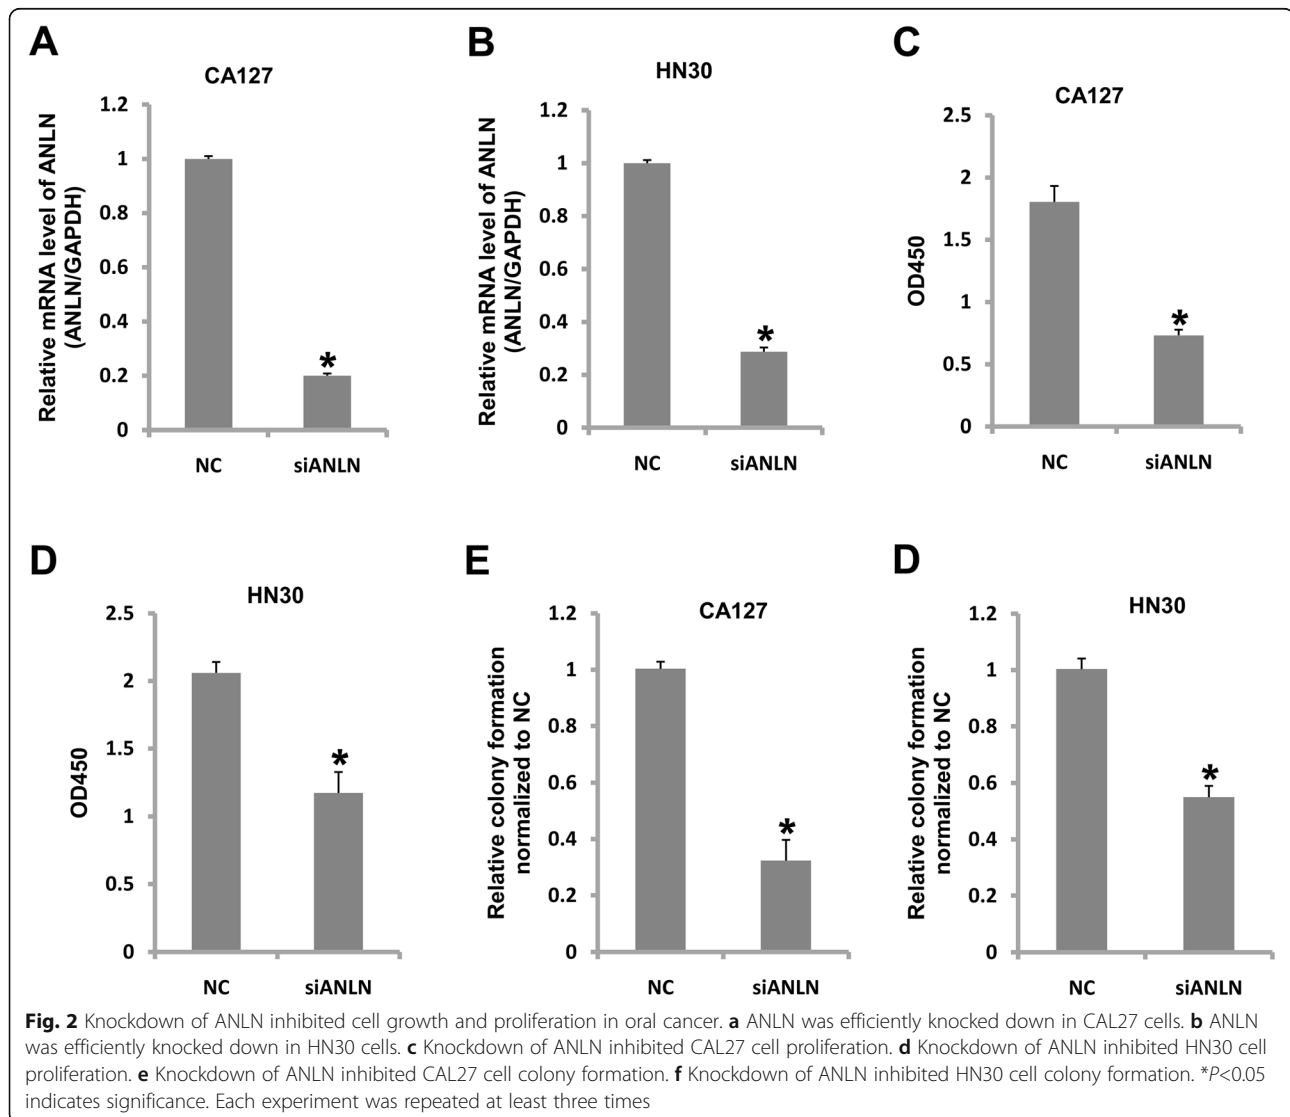 A
CA127
Relative mRNA level of ANLN
(ANLN/GAPDH)
1.2
1
0.8
0.6
0.4
0.2
0
*
NC siANLN
B
HN30
Relative mRNA level of ANLN
(ANLN/GAPDH)
1.2
1
0.8
0.6
0.4
0.2
0
*
NC siANLN
C
CA127
OD450
2.5
2
1.5
1
0.5
0
*
NC siANLN
D
HN30
OD450
2.5
2
1.5
1
0.5
0
*
NC siANLN
E
CA127
Relative colony formation
normalized to NC
1.2
1
0.8
0.6
0.4
0.2
0
*
NC siANLN
D
HN30
Relative colony formation
normalized to NC
1.2
1
0.8
0.6
0.4
0.2
0
*
NC siANLN
Fig. 2 Knockdown of ANLN inhibited cell growth and proliferation in oral cancer. a ANLN was efficiently knocked down in CAL27 cells. b ANLN
was efficiently knocked down in HN30 cells. c Knockdown of ANLN inhibited CAL27 cell proliferation. d Knockdown of ANLN inhibited HN30 cell
proliferation. e Knockdown of ANLN inhibited CAL27 cell colony formation. f Knockdown of ANLN inhibited HN30 cell colony formation. *P<0.05
indicates significance. Each experiment was repeated at least three times